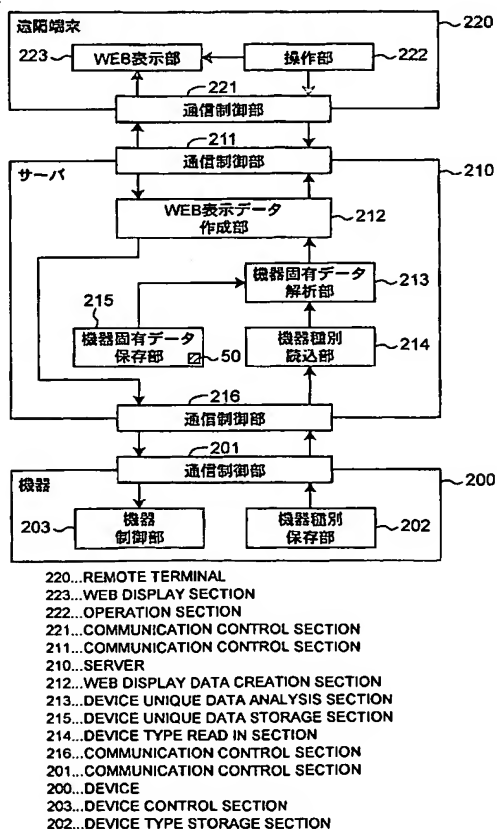 遠隔端末
220
223
WEB表示部
操作部
222
221
通信制御部
211
通信制御部
210
サーバ
WEB表示データ
作成部
212
機器固有データ
解析部
213
215
機器固有データ
保存部
50
機器種別
読込部
214
216
通信制御部
201
通信制御部
機器
200
203
機器
制御部
機器種別
保存部
202
220...REMOTE TERMINAL
223...WEB DISPLAY SECTION
222...OPERATION SECTION
221...COMMUNICATION CONTROL SECTION
211...COMMUNICATION CONTROL SECTION
210...SERVER
212...WEB DISPLAY DATA CREATION SECTION
213...DEVICE UNIQUE DATA ANALYSIS SECTION
215...DEVICE UNIQUE DATA STORAGE SECTION
214...DEVICE TYPE READ IN SECTION
216...COMMUNICATION CONTROL SECTION
201...COMMUNICATION CONTROL SECTION
200...DEVICE
203...DEVICE CONTROL SECTION
202...DEVICE TYPE STORAGE SECTION